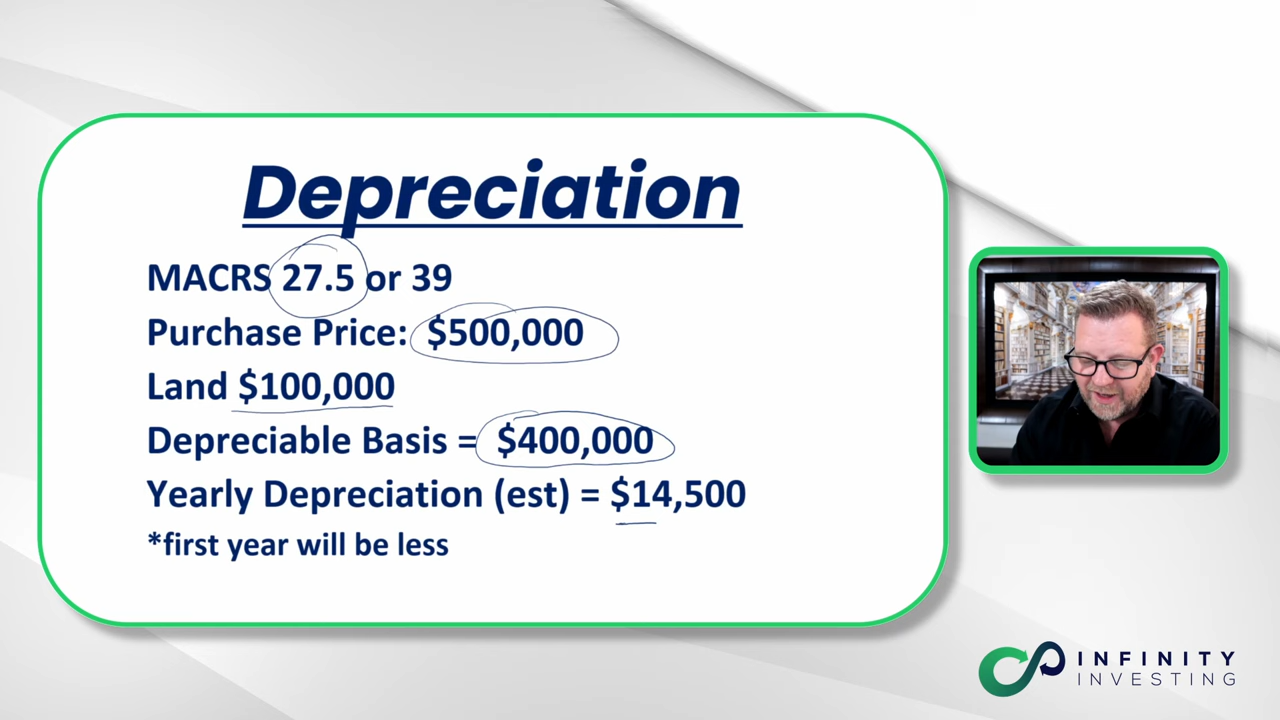 Depreciation
MACRS 27.5 or 39
Purchase Price: $500,000
Land $100,000
Depreciable Basis = $400,000
Yearly Depreciation (est) = $14,500
*first year will be less
INFINITY
INVESTING